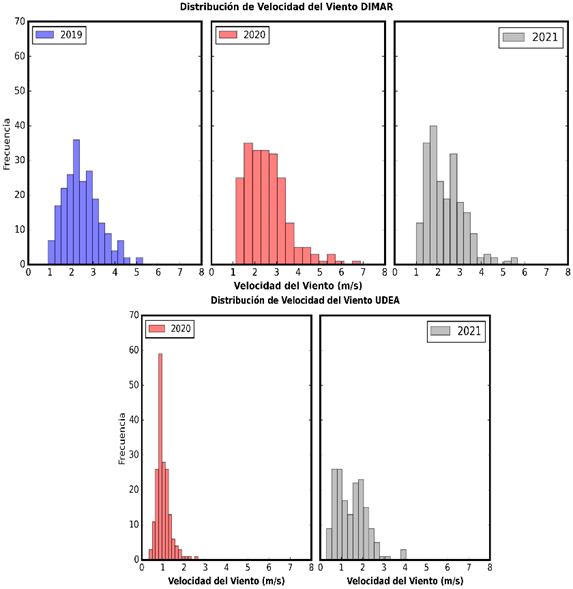 Distribución de Velocidad del Viento DIMAR
2019
2020
2021
Frecuencia
70
60
50
40
30
20
10
0
0 1 2 3 4 5 6 7 8
0 1 2 3 4 5 6 7 8
0 1 2 3 4 5 6 7 8
Velocidad del Viento (m/s)
Distribución de Velocidad del Viento UDEA
2020
2021
Frecuencia
70
60
50
40
30
20
10
0
0 1 2 3 4 5 6 7 8
0 1 2 3 4 5 6 7 8
Velocidad del Viento (m/s)
Velocidad del Viento (m/s)